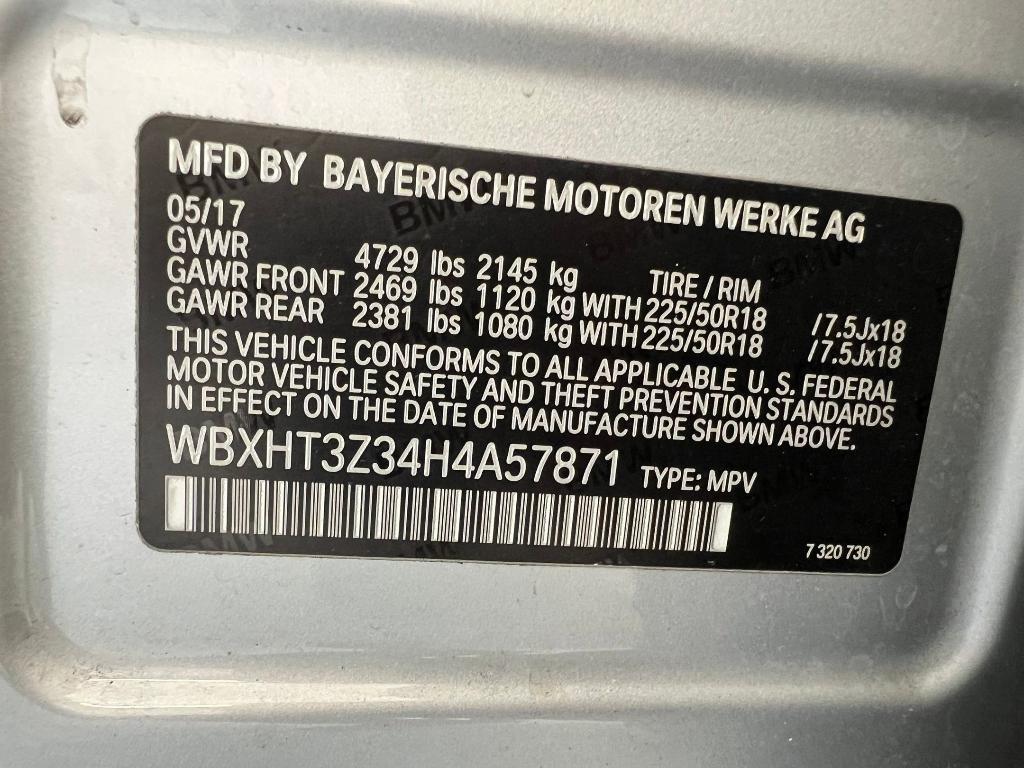 MFD BY BAYERISCHE MOTOREN WERKE AG
05/17
GVWR 4729 lbs 2145 kg TIRE / RIM
GAWR FRONT 2469 lbs 1120 kg WITH 225/50R18 /7.5Jx18
GAWR REAR 2381 lbs 1080 kg WITH 225/50R18 /7.5Jx18
THIS VEHICLE CONFORMS TO ALL APPLICABLE U. S. FEDERAL
MOTOR VEHICLE SAFETY AND THEFT PREVENTION STANDARDS
IN EFFECT ON THE DATE OF MANUFACTURE SHOWN ABOVE.
WBXHT3Z34H4A57871 TYPE: MPV
7 320 730